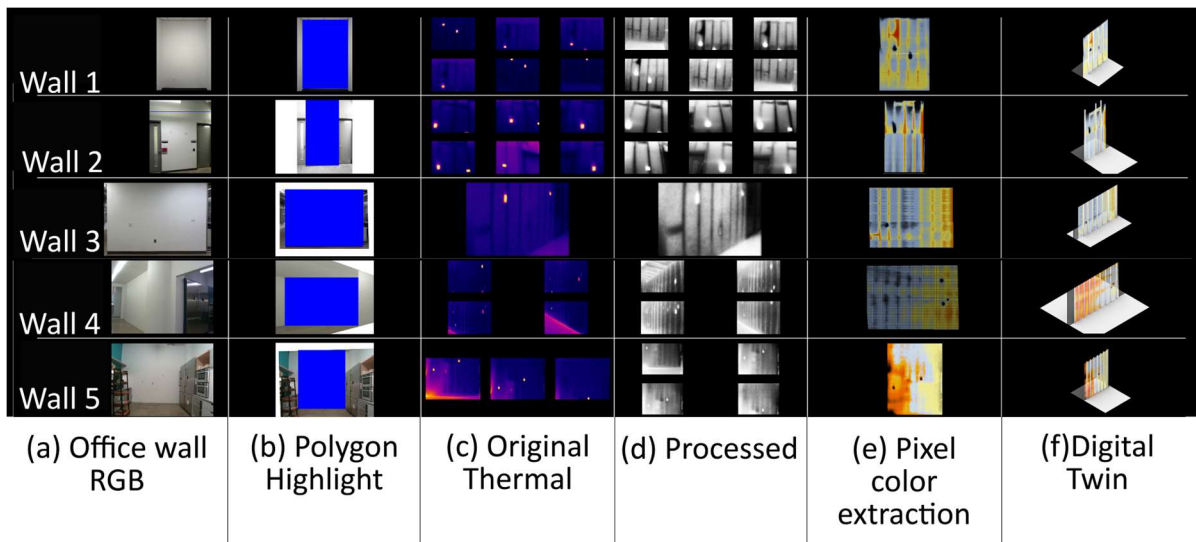 Wall 1
Wall 2
Wall 3
Wall 4
Wall 5
(a) Office wall
RGB
(b) Polygon
Highlight
(c) Original
Thermal
(d) Processed
(e) Pixel
color
extraction
(f)Digital
Twin